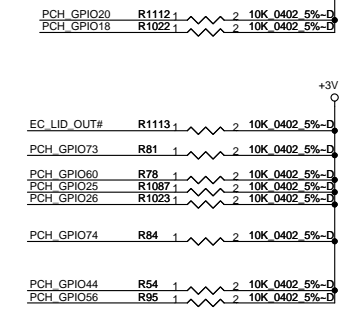 PCH_GPIO20 R1112 1 2 10K_0402_5%~D
PCH_GPIO18 R1022 1 2 10K_0402_5%~D
+3V
EC_LID_OUT# R1113 1 2 10K_0402_5%~D
PCH_GPIO73 R81 1 2 10K_0402_5%~D
PCH_GPIO60 R78 1 2 10K_0402_5%~D
PCH_GPIO25 R1087 1 2 10K_0402_5%~D
PCH_GPIO26 R1023 1 2 10K_0402_5%~D
PCH_GPIO74 R84 1 2 10K_0402_5%~D
PCH_GPIO44 R54 1 2 10K_0402_5%~D
PCH_GPIO56 R95 1 2 10K_0402_5%~D